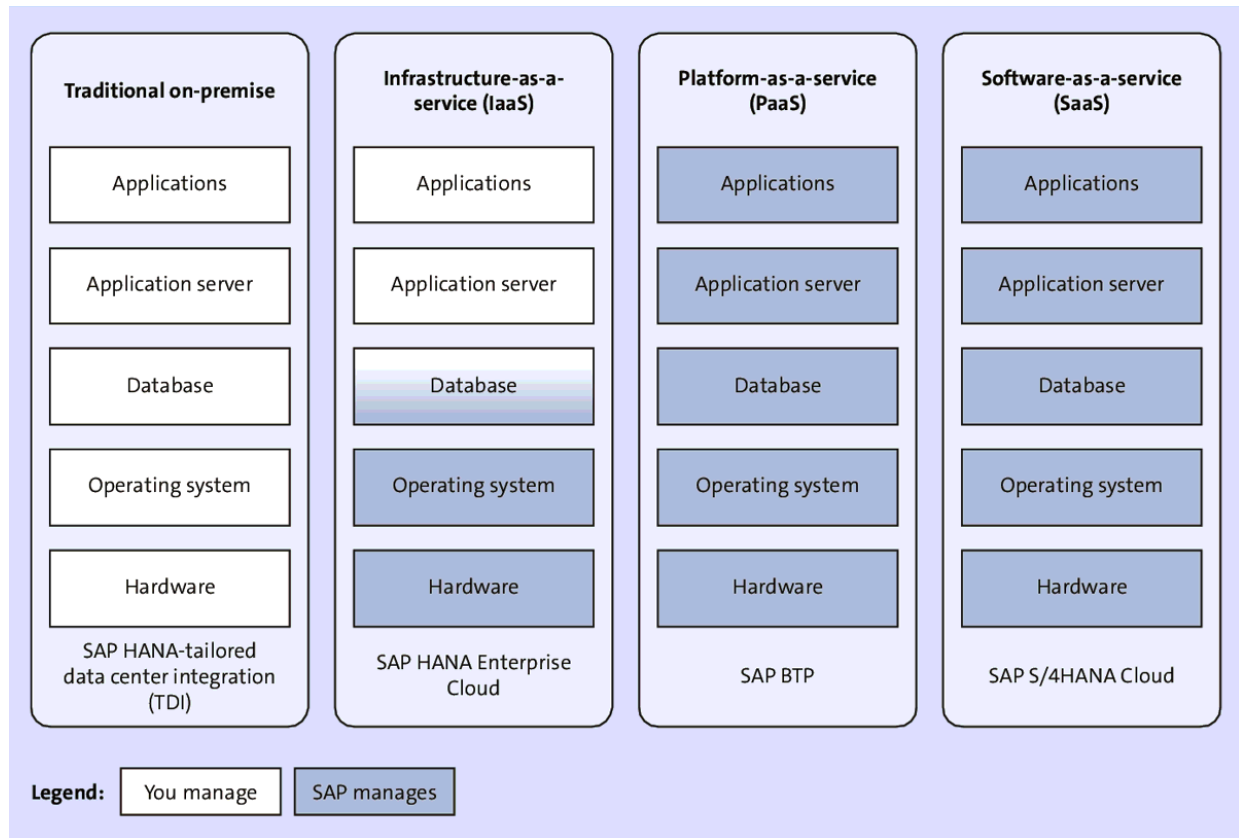 Traditional on-premise
Applications
Application server
Database
Operating system
Hardware
SAP HANA-tailored
data center integration
(TDI)
Infrastructure-as-a-
service (IaaS)
Applications
Application server
Database
Operating system
Hardware
SAP HANA Enterprise
Cloud
Platform-as-a-service
(PaaS)
Applications
Application server
Database
Operating system
Hardware
SAP BTP
Software-as-a-service
(SaaS)
Applications
Application server
Database
Operating system
Hardware
SAP S/4HANA Cloud
Legend:
You manage
SAP manages